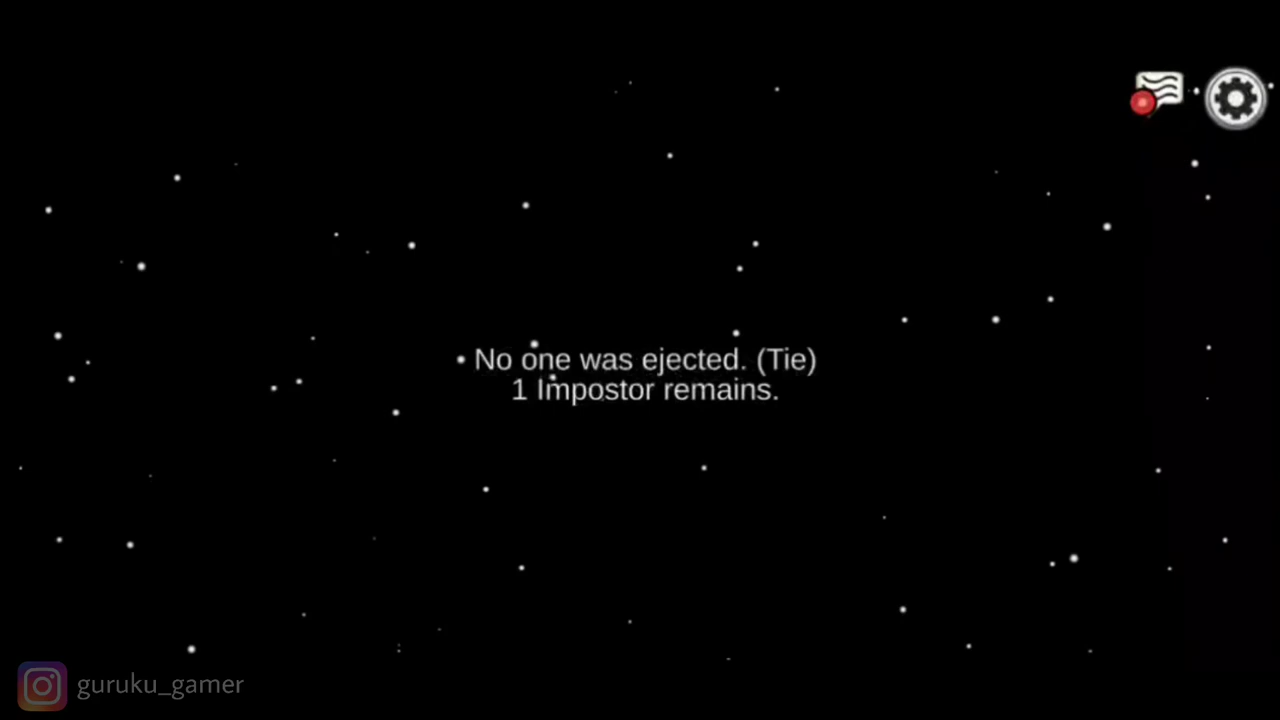 No one was ejected. (Tie)
1 Impostor remains.
guruku_gamer